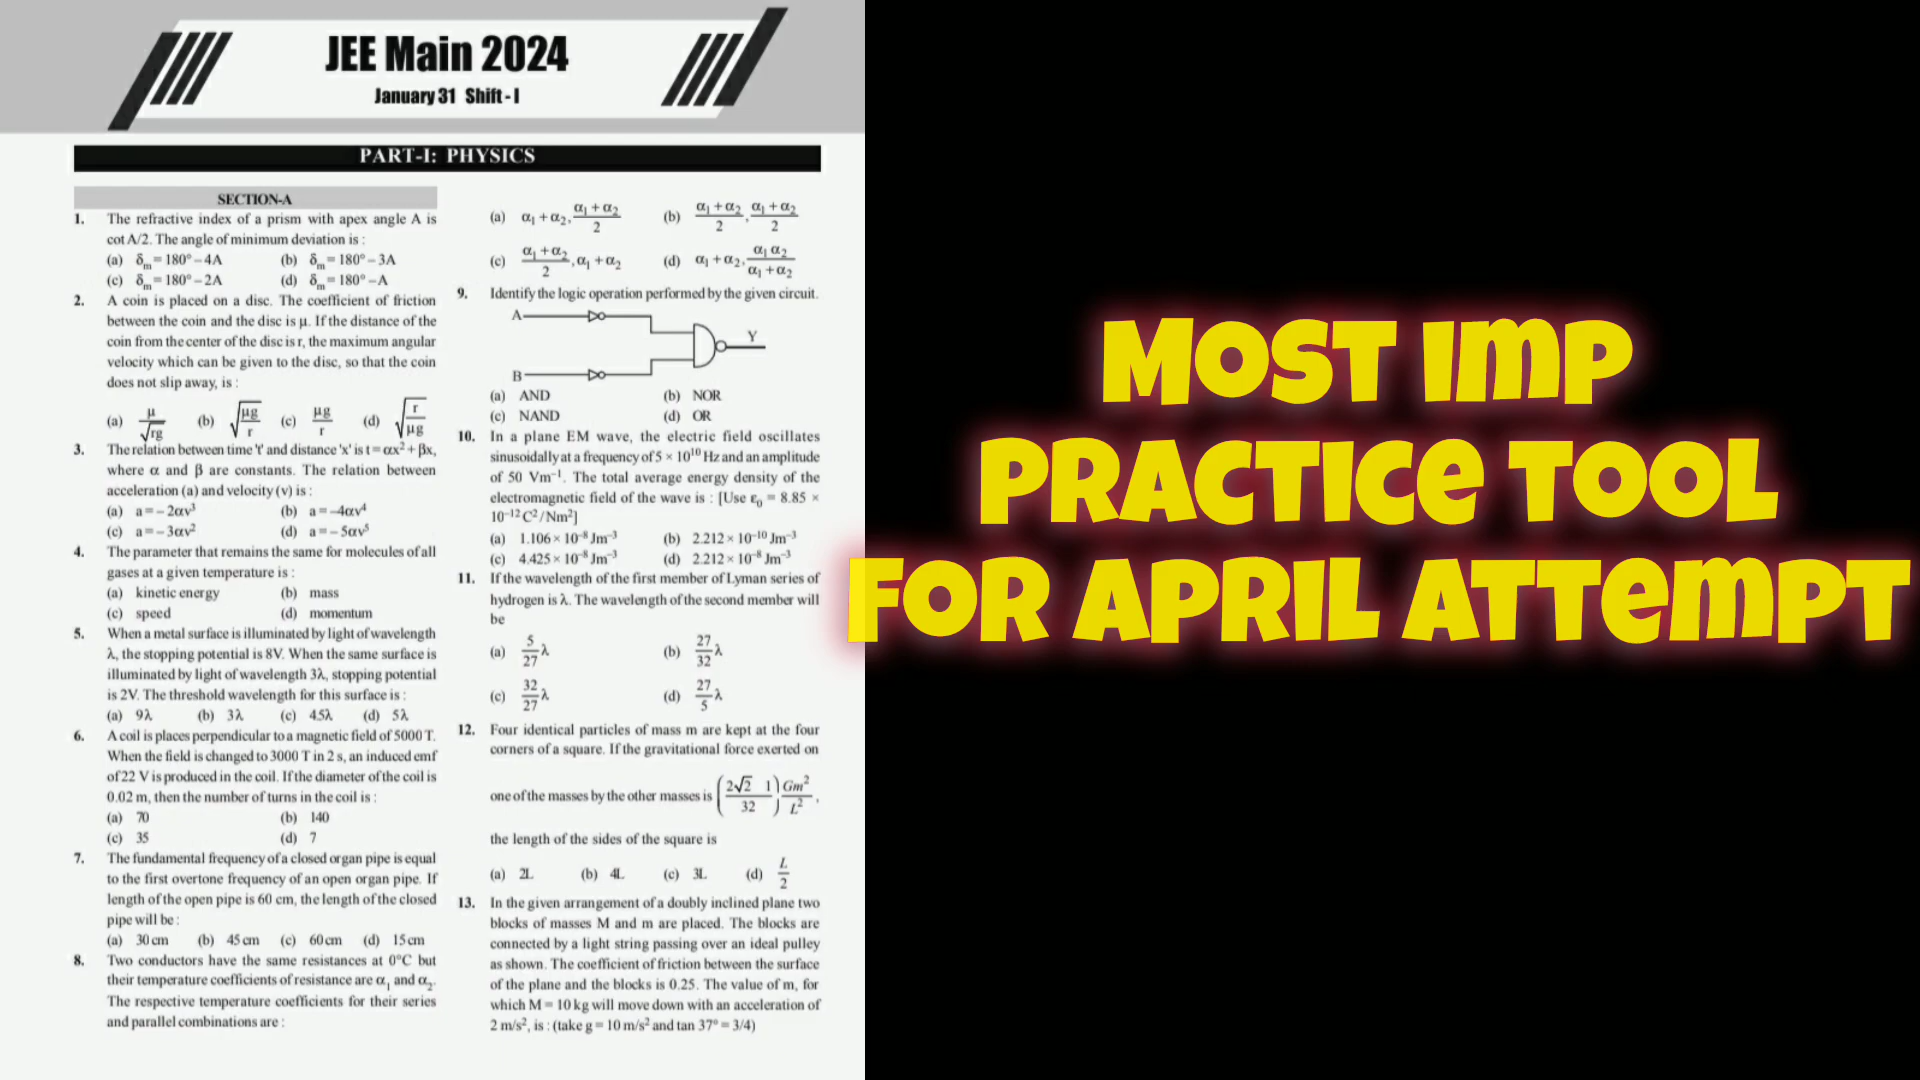 JEE Main 2024
January 31 Shift - I
PART-I: PHYSICS
SECTION-A
1. The refractive index of a prism with apex angle A is
cot A/2. The angle of minimum deviation is :
(a) δm = 180° – 4A (b) δm = 180° – 3A
(c) δm = 180° – 2A (d) δm = 180° – A
2. A coin is placed on a disc. The coefficient of friction
between the coin and the disc is μ. If the distance of the
coin from the center of the disc is r, the maximum angular
velocity which can be given to the disc, so that the coin
does not slip away, is :
(a) μ/√rg (b) √(μg/r) (c) μg/r (d) √(r/μg)
3. The relation between time 't' and distance 'x' is t = αx² + βx,
where α and β are constants. The relation between
acceleration (a) and velocity (v) is :
(a) a = – 2αv³ (b) a = –4αv⁴
(c) a = – 3αv² (d) a = – 5αv⁵
4. The parameter that remains the same for molecules of all
gases at a given temperature is :
(a) kinetic energy (b) mass
(c) speed (d) momentum
5. When a metal surface is illuminated by light of wavelength
λ, the stopping potential is 8V. When the same surface is
illuminated by light of wavelength 3λ, stopping potential
is 2V. The threshold wavelength for this surface is :
(a) 9λ (b) 3λ (c) 4.5λ (d) 5λ
6. A coil is places perpendicular to a magnetic field of 5000 T.
When the field is changed to 3000 T in 2 s, an induced emf
of 22 V is produced in the coil. If the diameter of the coil is
0.02 m, then the number of turns in the coil is :
(a) 70 (b) 140
(c) 35 (d) 7
7. The fundamental frequency of a closed organ pipe is equal
to the first overtone frequency of an open organ pipe. If
length of the open pipe is 60 cm, the length of the closed
pipe will be :
(a) 30 cm (b) 45 cm (c) 60 cm (d) 15 cm
8. Two conductors have the same resistances at 0°C but
their temperature coefficients of resistance are α₁ and α₂.
The respective temperature coefficients for their series
and parallel combinations are :
(a) α₁ + α₂, (α₁ + α₂)/2 (b) (α₁ + α₂)/2, (α₁ + α₂)/2
(c) (α₁ + α₂)/2, α₁ + α₂ (d) α₁ + α₂, α₁ α₂/(α₁ + α₂)
9. Identify the logic operation performed by the given circuit.
A
Y
B
(a) AND (b) NOR
(c) NAND (d) OR
10. In a plane EM wave, the electric field oscillates
sinusoidally at a frequency of 5 × 10¹⁰ Hz and an amplitude
of 50 Vm⁻¹. The total average energy density of the
electromagnetic field of the wave is : [Use ε₀ = 8.85 ×
10⁻¹² C²/Nm²]
(a) 1.106 × 10⁻⁸ Jm⁻³ (b) 2.212 × 10⁻¹⁰ Jm⁻³
(c) 4.425 × 10⁻⁸ Jm⁻³ (d) 2.212 × 10⁻⁸ Jm⁻³
11. If the wavelength of the first member of Lyman series of
hydrogen is λ. The wavelength of the second member will
be
(a) 5/27 λ (b) 27/32 λ
(c) 32/27 λ (d) 27/5 λ
12. Four identical particles of mass m are kept at the four
corners of a square. If the gravitational force exerted on
one of the masses by the other masses is (2√2 1 / 32) Gm²/L²,
the length of the sides of the square is
(a) 2L (b) 4L (c) 3L (d) L/2
13. In the given arrangement of a doubly inclined plane two
blocks of masses M and m are placed. The blocks are
connected by a light string passing over an ideal pulley
as shown. The coefficient of friction between the surface
of the plane and the blocks is 0.25. The value of m, for
which M = 10 kg will move down with an acceleration of
2 m/s², is : (take g = 10 m/s² and tan 37° = 3/4)
MOST IMP
PRACTICE TOOL
FOR APRIL ATTEMPT